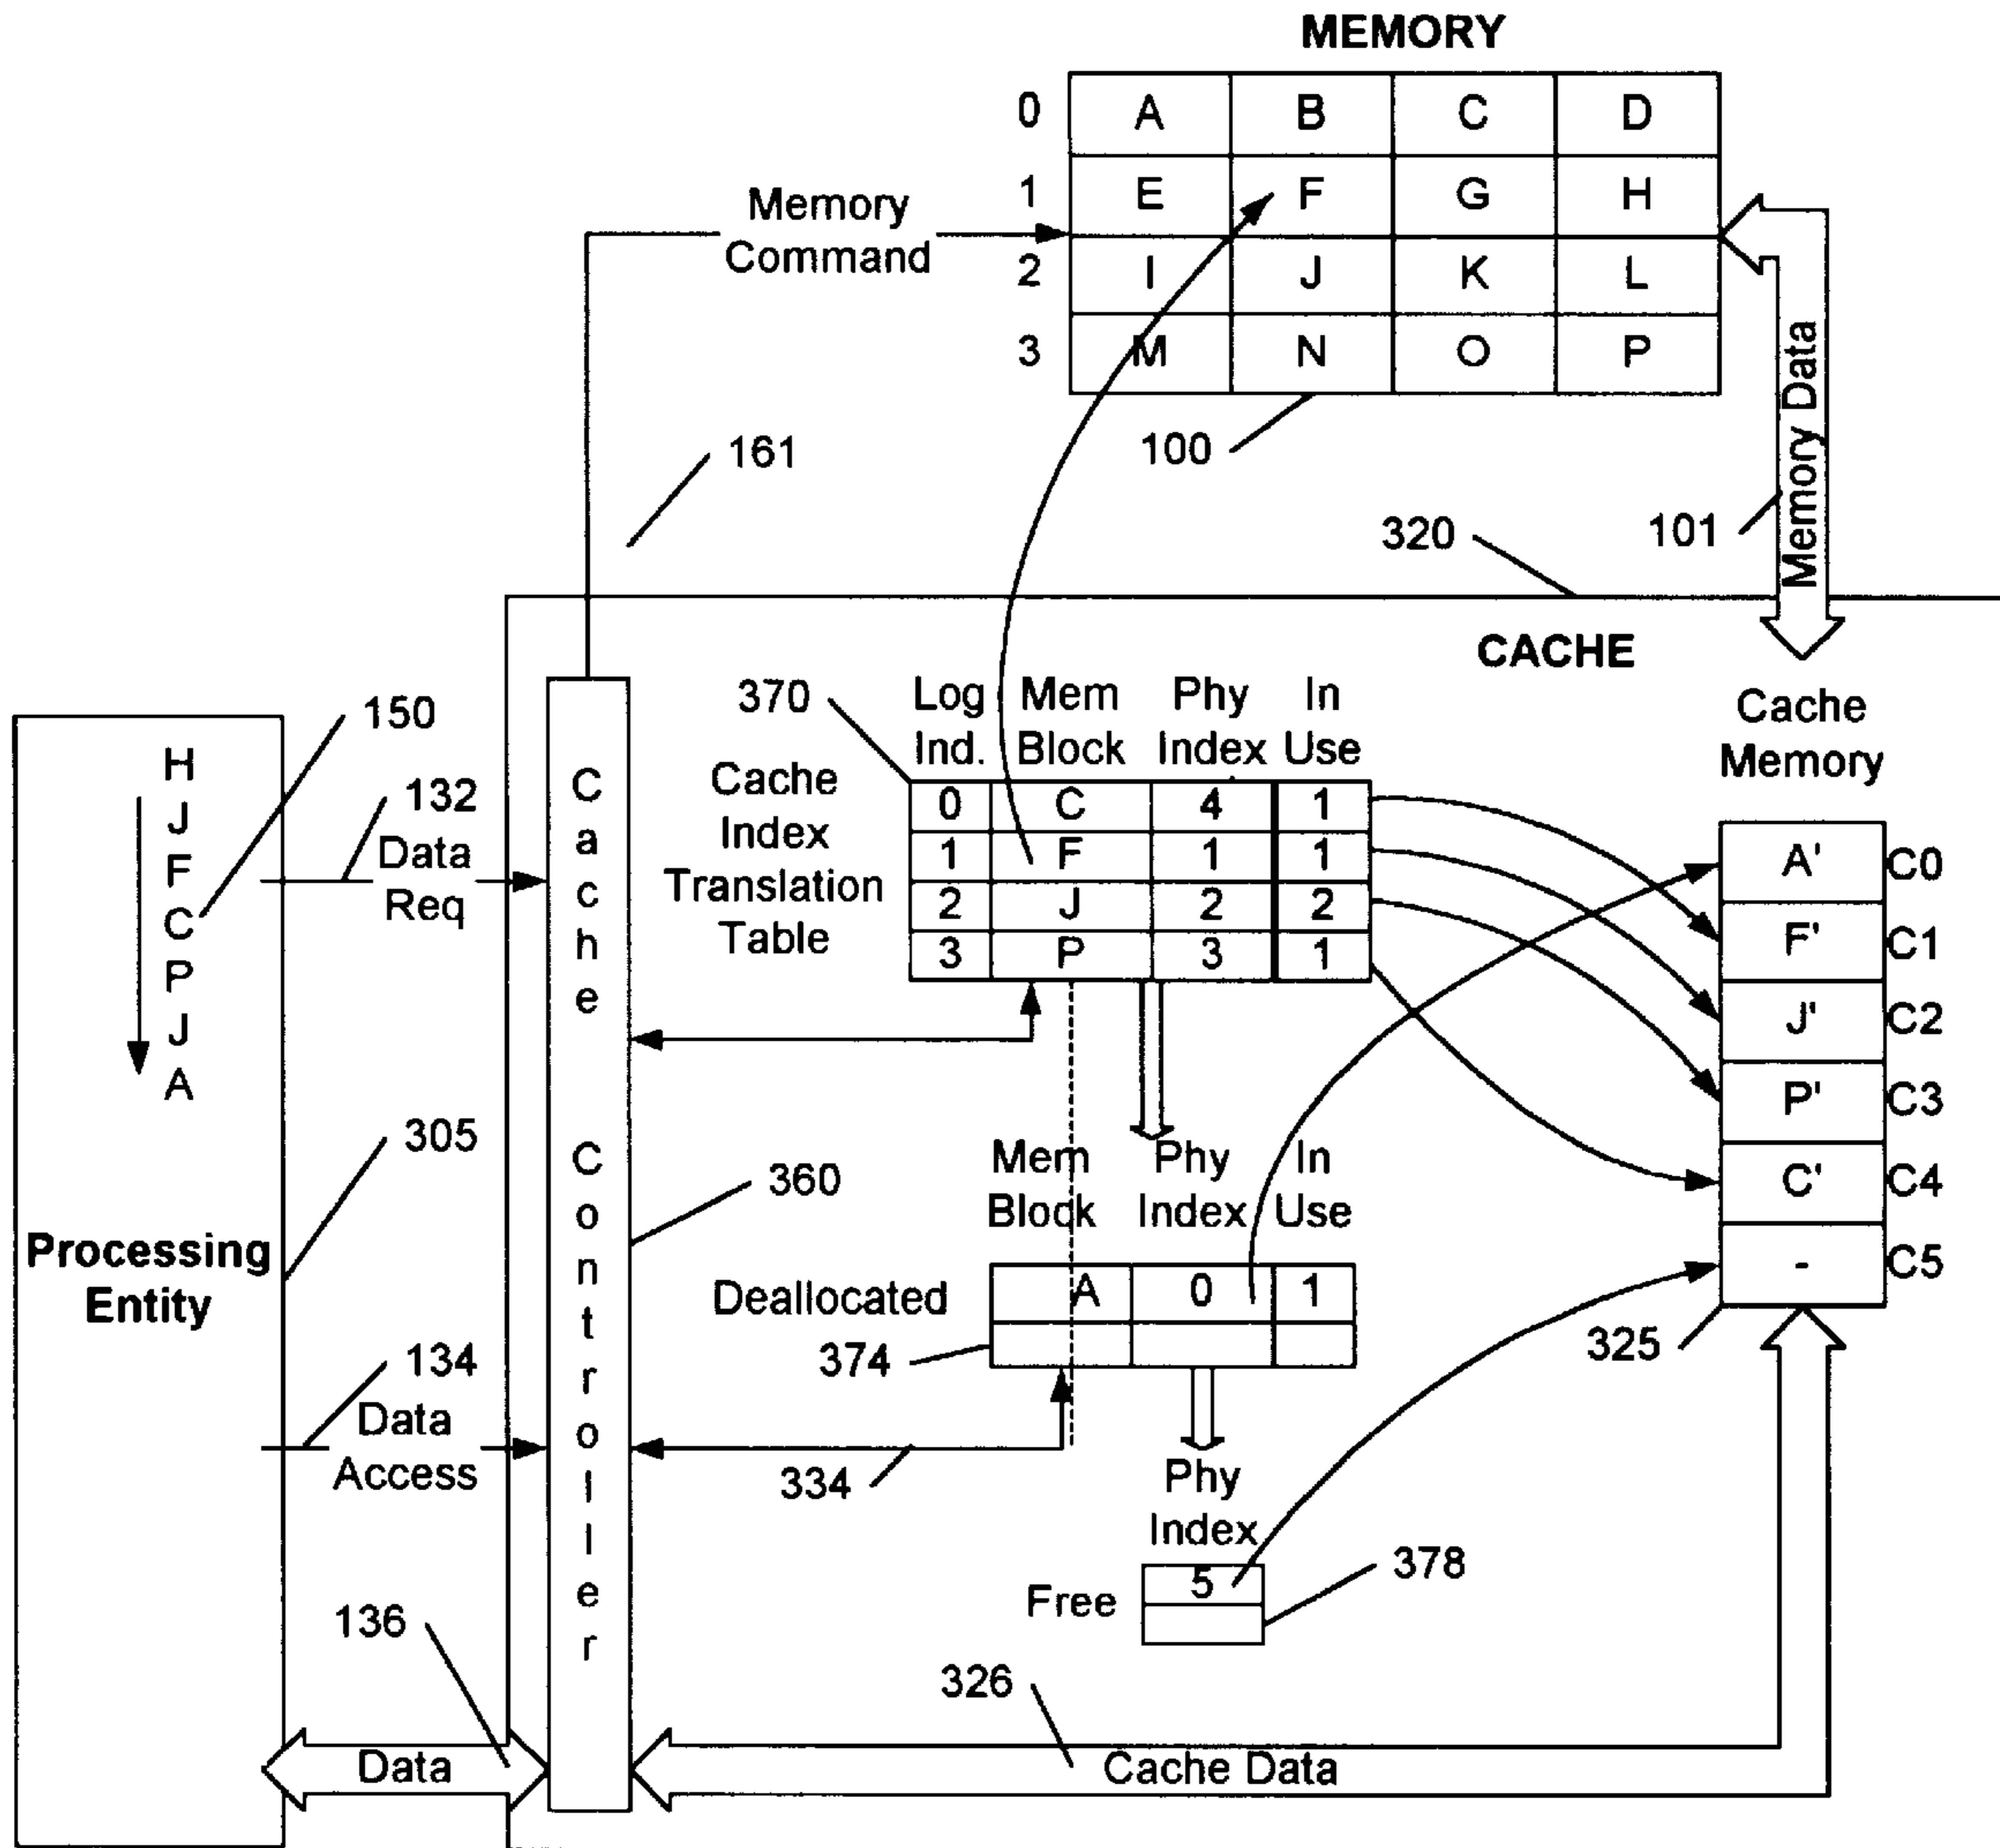 MEMORY
0 A B C D
1 E F G H
2 I J K L
3 M N O P
Memory
Command
161
100
101
Memory Data
320
CACHE
150
H
J
F
C
P
J
A
132
Data
Req
305
Processing
Entity
134
Data
Access
136
Data
Cache Controller
360
370
Cache
Index
Translation
Table
Log Mem Phy In
Ind. Block Index Use
0 C 4 1
1 F 1 1
2 J 2 2
3 P 3 1
Mem Phy In
Block Index Use
Deallocated A 0 1
374
334
Phy
Index
5
Free
378
Cache
Memory
A' C0
F' C1
J' C2
P' C3
C' C4
- C5
325
326
Cache Data